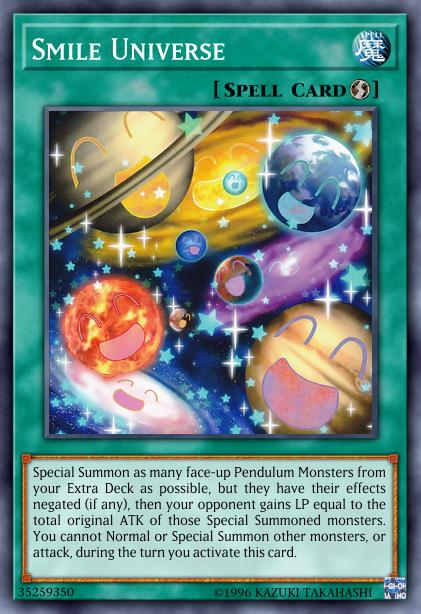 SMILE UNIVERSE
SPELL
魔
[SPELL CARD]
Special Summon as many face-up Pendulum Monsters from
your Extra Deck as possible, but they have their effects
negated (if any), then your opponent gains LP equal to the
total original ATK of those Special Summoned monsters.
You cannot Normal or Special Summon other monsters, or
attack, during the turn you activate this card.
35259350
©1996 KAZUKI TAKAHASHI